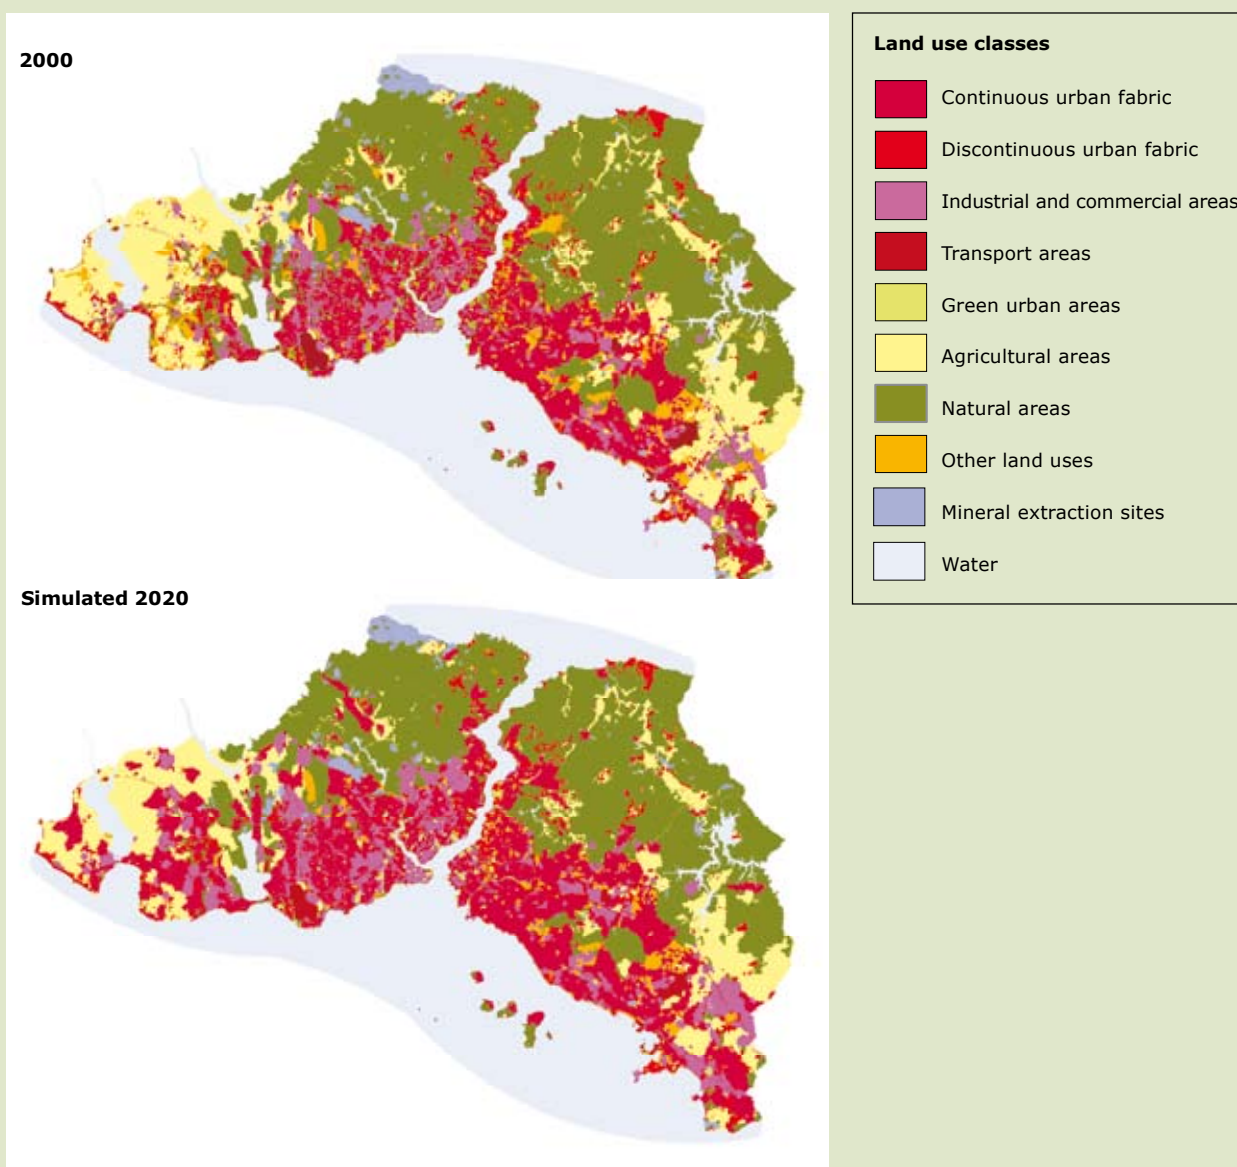 2000
Simulated 2020
Land use classes
Continuous urban fabric
Discontinuous urban fabric
Industrial and commercial areas
Transport areas
Green urban areas
Agricultural areas
Natural areas
Other land uses
Mineral extraction sites
Water